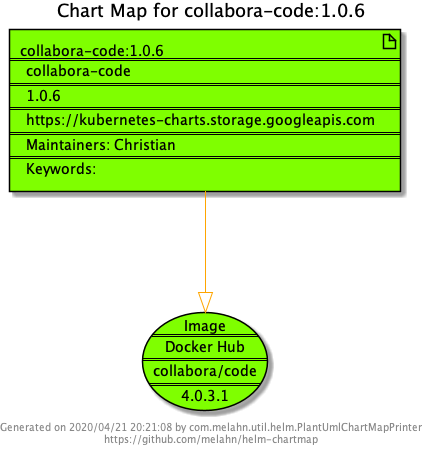 Chart Map for collabora-code:1.0.6
collabora-code:1.0.6
collabora-code
1.0.6
https://kubernetes-charts.storage.googleapis.com
Maintainers: Christian
Keywords:
Image
Docker Hub
collabora/code
4.0.3.1
Generated on 2020/04/21 20:21:08 by com.melahn.util.helm.PlantUmlChartMapPrinter
https://github.com/melahn/helm-chartmap